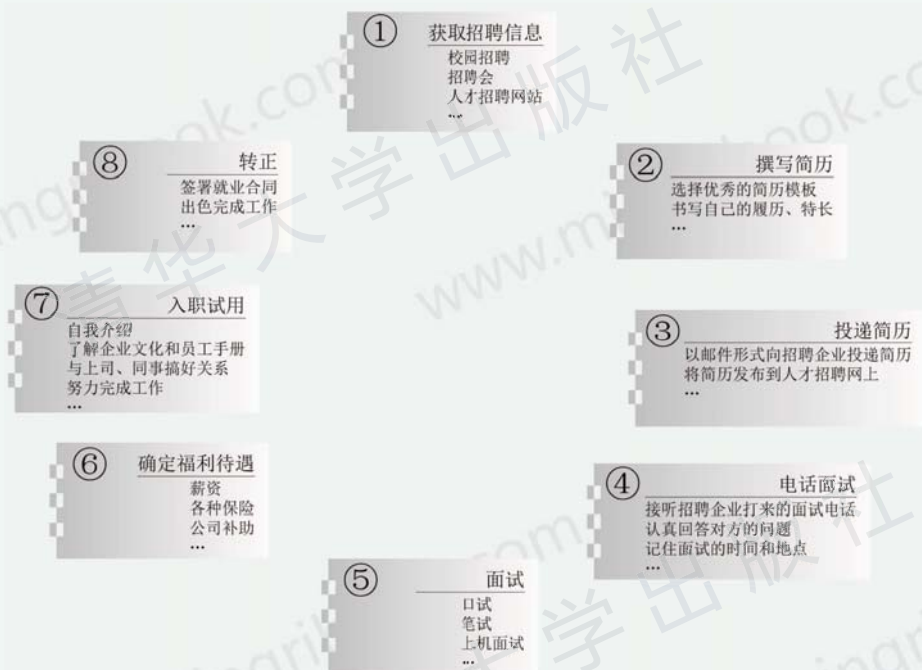 ①
获取招聘信息
校园招聘
招聘会
人才招聘网站
...
②
撰写简历
选择优秀的简历模板
书写自己的履历、特长
...
③
投递简历
以邮件形式向招聘企业投递简历
将简历发布到人才招聘网上
...
④
电话面试
接听招聘企业打来的面试电话
认真回答对方的问题
记住面试的时间和地点
...
⑤
面试
口试
笔试
上机面试
...
⑥
确定福利待遇
薪资
各种保险
公司补助
...
⑦
入职试用
自我介绍
了解企业文化和员工手册
与上司、同事搞好关系
努力完成工作
...
⑧
转正
签署就业合同
出色完成工作
...
清华大学出版社